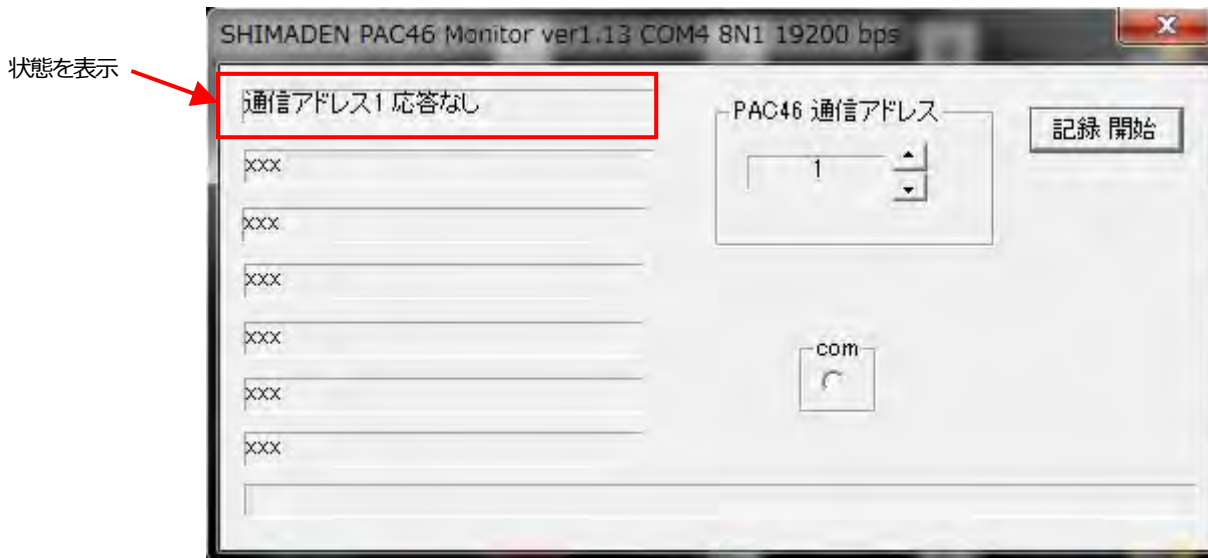 SHIMADEN PAC46 Monitor ver1.13 COM4 8N1 19200 bps
状態を表示
通信アドレス1 応答なし
PAC46 通信アドレス
記録 開始
xxx
1
xxx
xxx
xxx
com
xxx
xxx